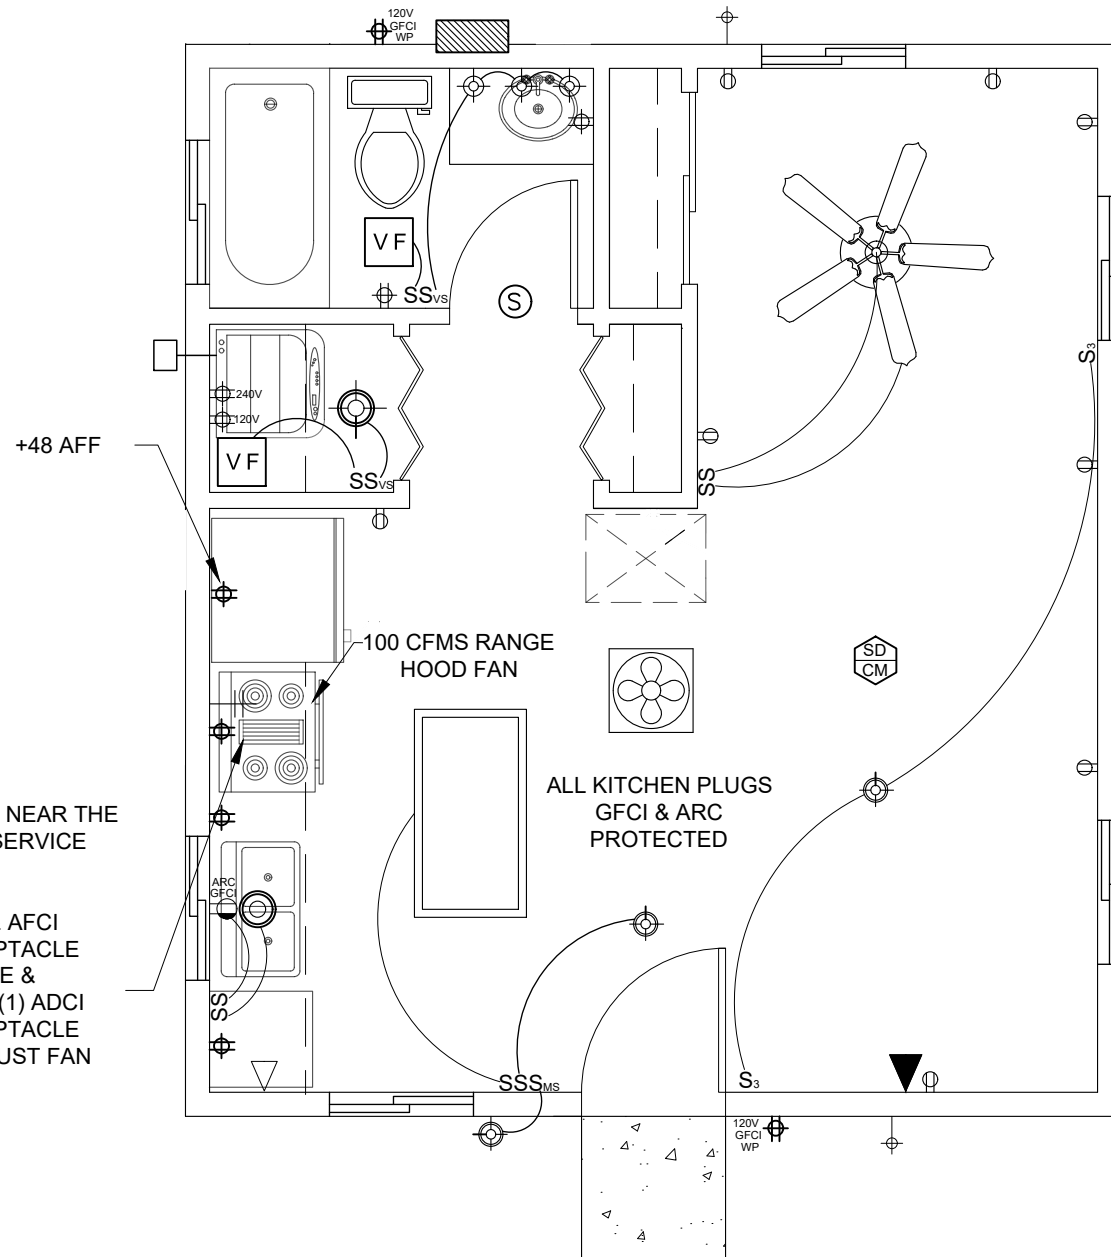 120V
GFCI
WP
VF
SSVS
S
240V
120V
S3
+48 AFF
VF
SSVS
SS
100 CFMS RANGE
HOOD FAN
SD
CM
ALL KITCHEN PLUGS
GFCI & ARC
PROTECTED
NEAR THE
SERVICE
ARC
GFCI
AFCI
PTACLE
E &
(1) ADCI
PTACLE
UST FAN
SS
SSSMS
S3
120V
GFCI
WP